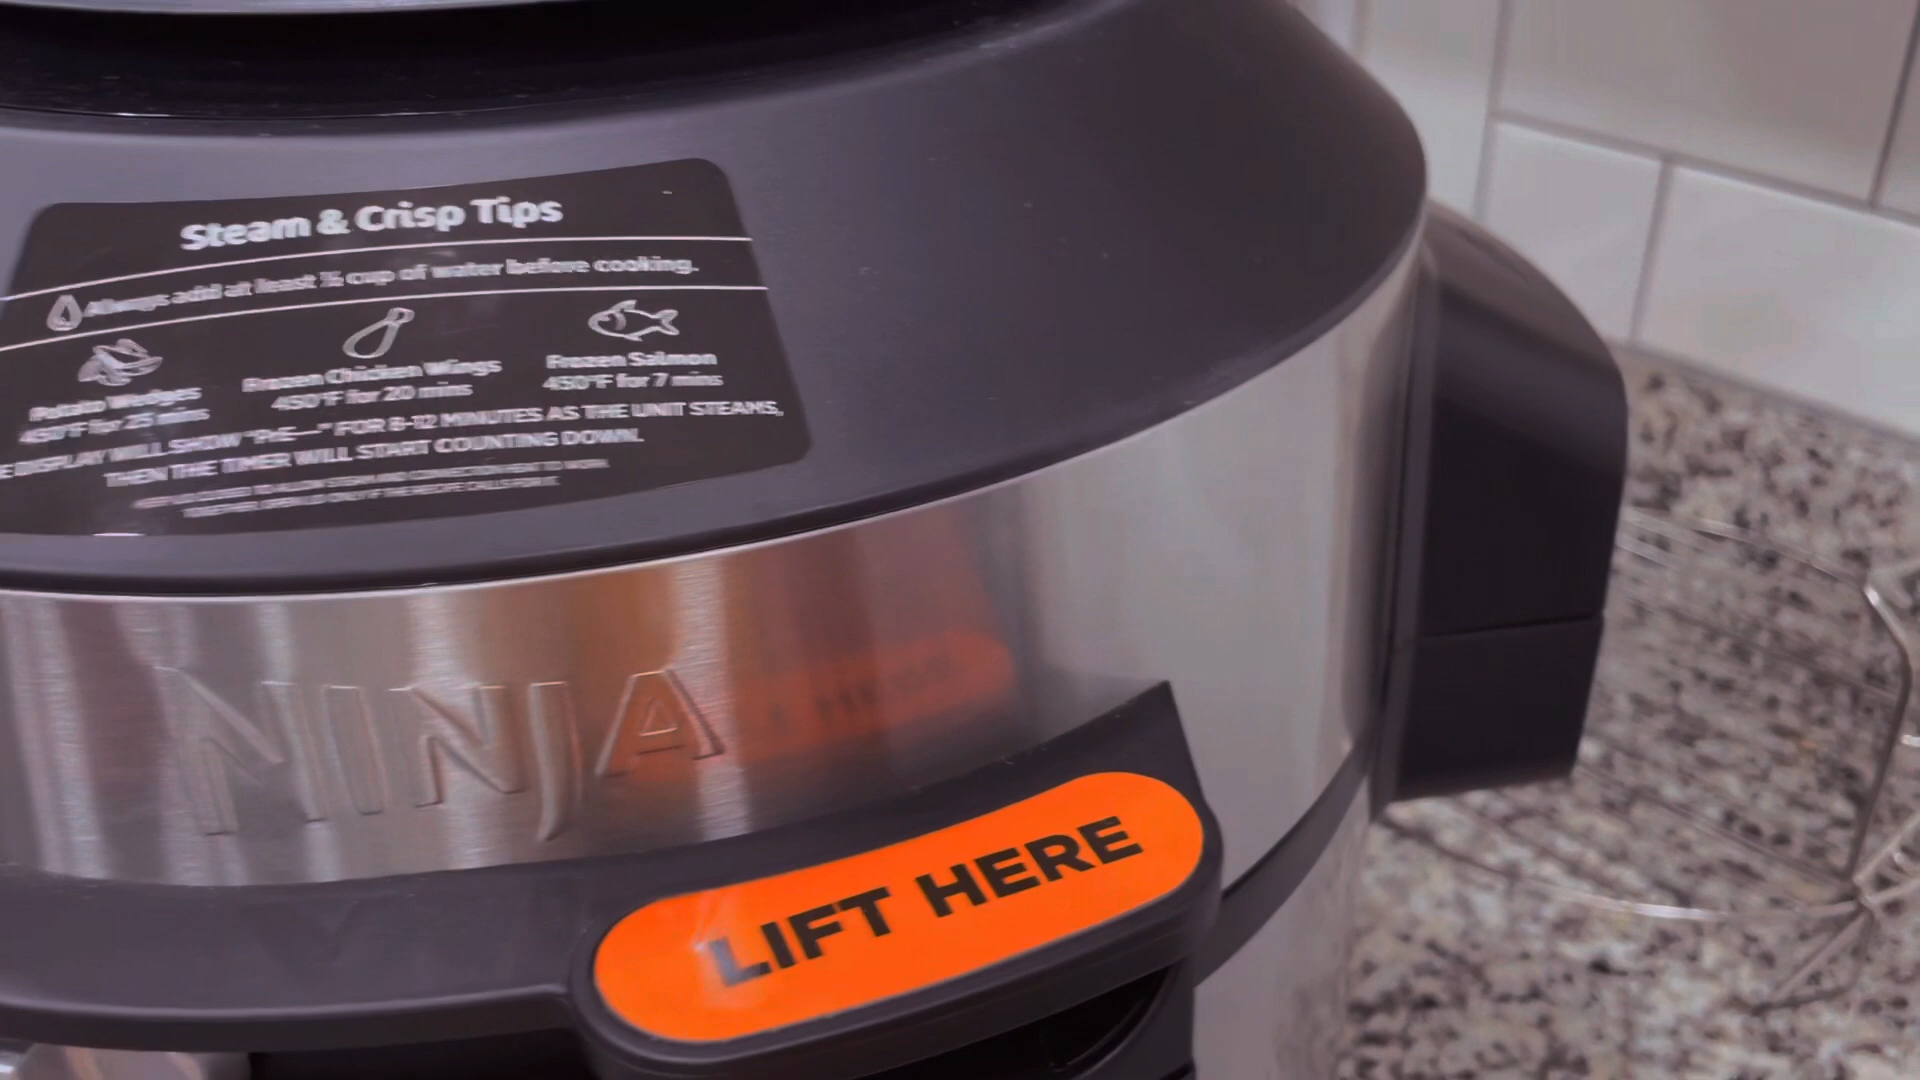 Steam & Crisp Tips
Always add at least ½ cup of water before cooking.
Potato Wedges
450°F for 25 mins
Frozen Chicken Wings
450°F for 20 mins
Frozen Salmon
450°F for 7 mins
E DISPLAY WILL SHOW "PrE—" FOR 8-12 MINUTES AS THE UNIT STEAMS,
THEN THE TIMER WILL START COUNTING DOWN.
NINJA
LIFT HERE